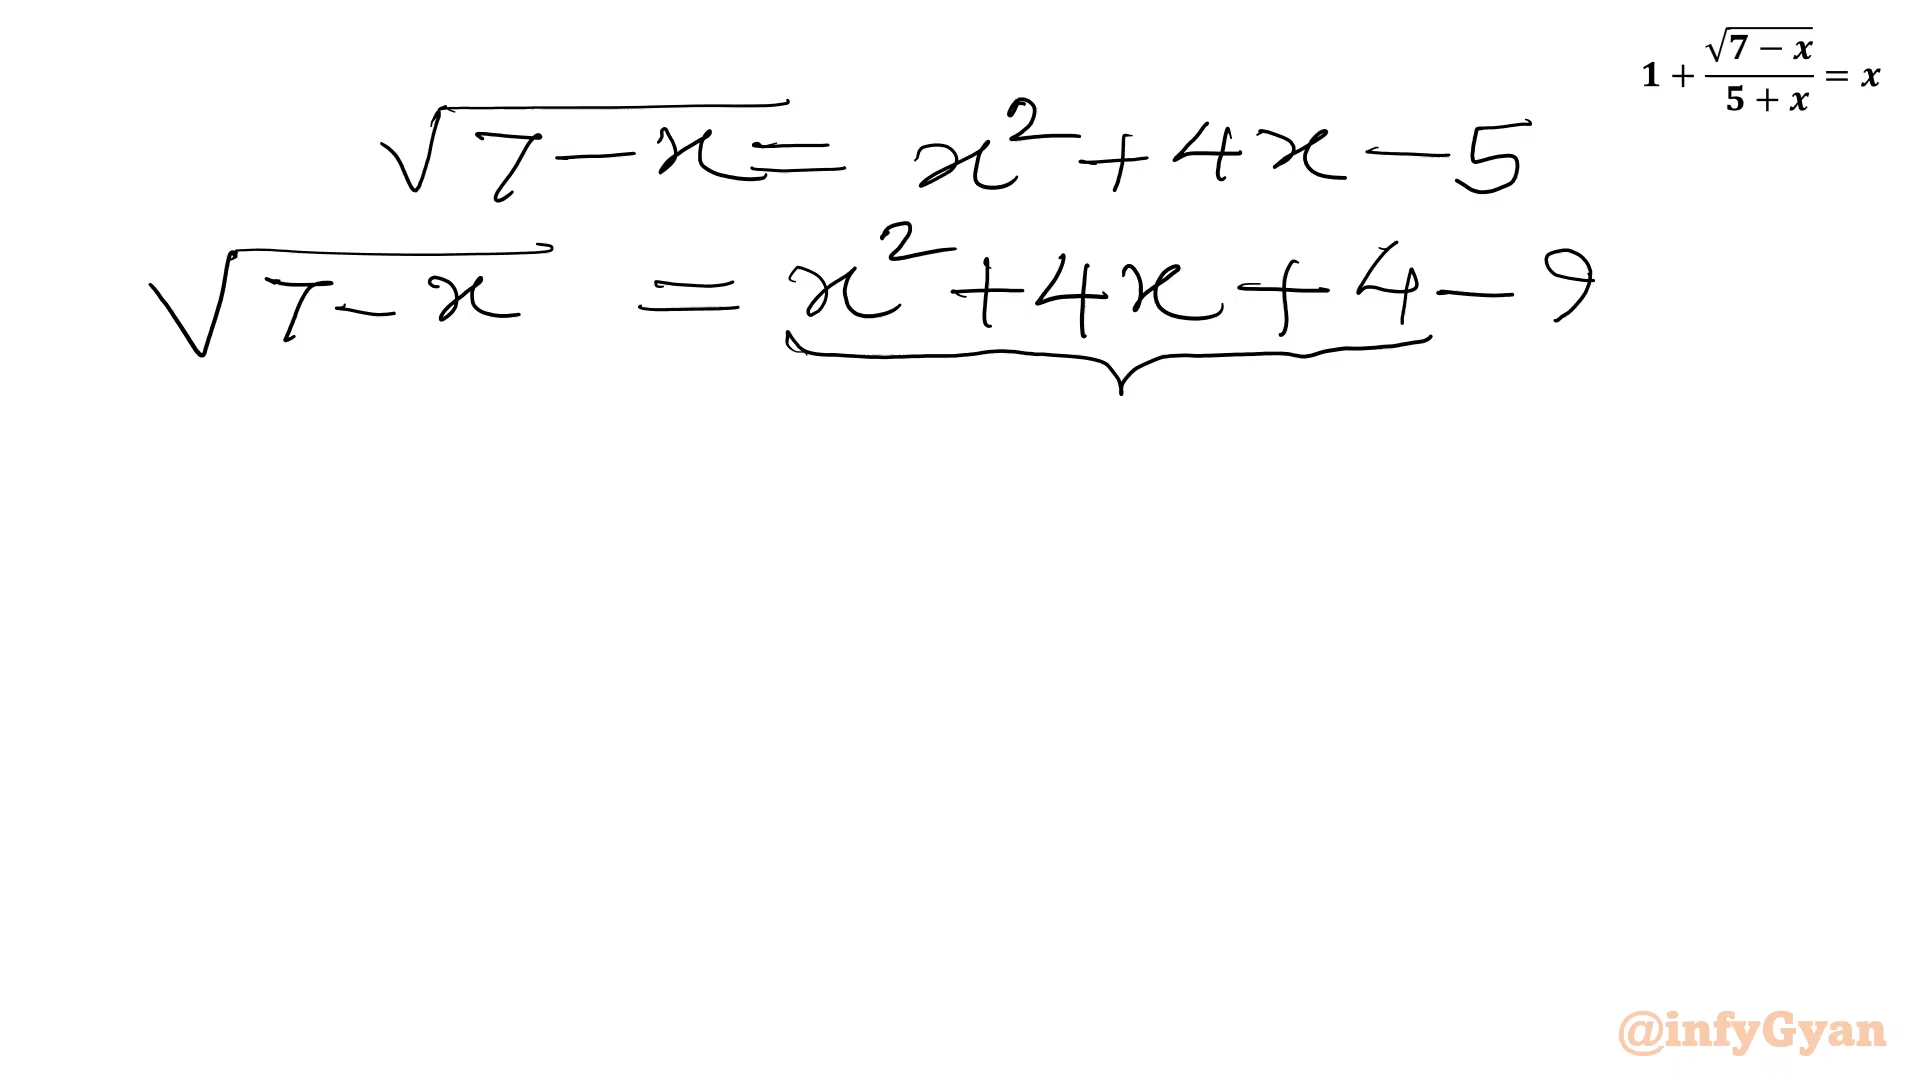 1 + √(7 − x) / (5 + x) = x
√(7 − x) = x² + 4x − 5
√(7 − x) = x² + 4x + 4 − 9
@infyGyan